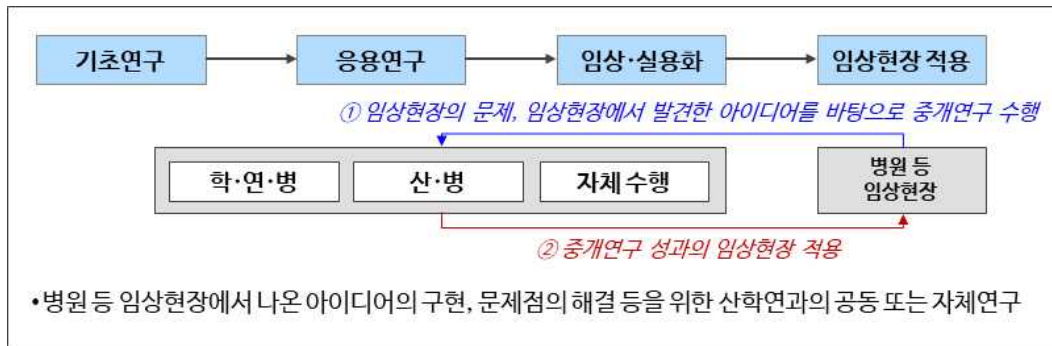 기초연구
응용연구
임상·실용화
임상현장 적용
① 임상현장의 문제, 임상현장에서 발견한 아이디어를 바탕으로 중개연구 수행
학·연·병
산·병
자체 수행
병원 등
임상현장
② 중개연구 성과의 임상현장 적용
•병원 등 임상현장에서 나온 아이디어의 구현, 문제점의 해결 등을 위한 산학연과의 공동 또는 자체연구